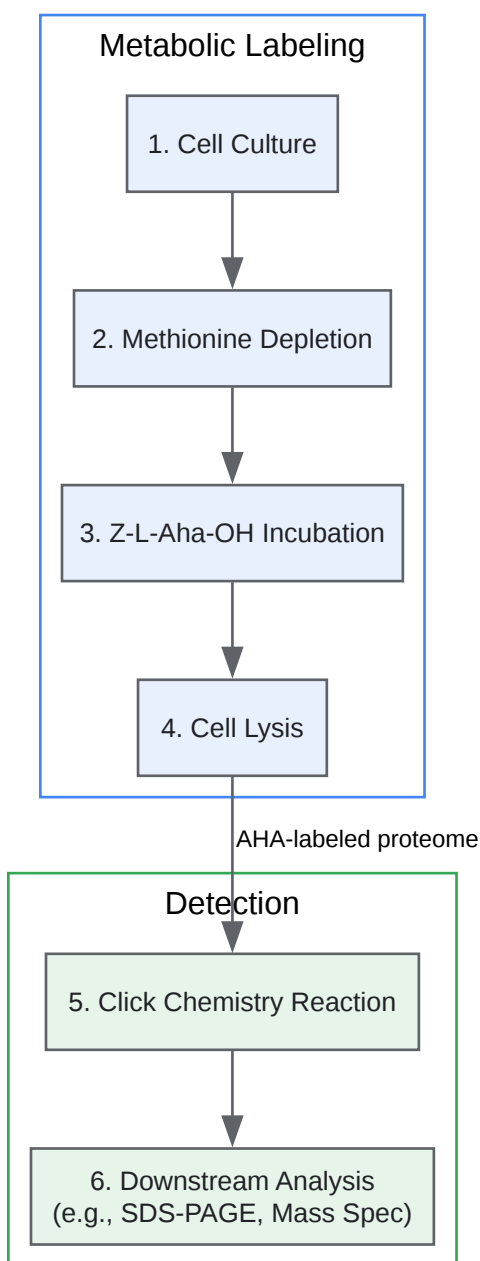 Metabolic Labeling
1. Cell Culture
2. Methionine Depletion
3. Z-L-Aha-OH Incubation
4. Cell Lysis
AHA-labeled proteome
Detection
5. Click Chemistry Reaction
6. Downstream Analysis
(e.g., SDS-PAGE, Mass Spec)